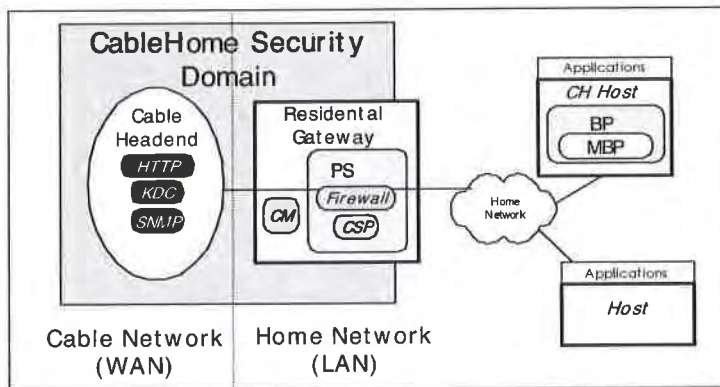 CableHome Security
Domain
Cable
Headend
HTTP
KDC
SNMP
Residental
Gateway
PS
Firewall
CM
CSP
Home
Network
Applications
CH Host
BP
MBP
Applications
Host
Cable Network
(WAN)
Home Network
(LAN)